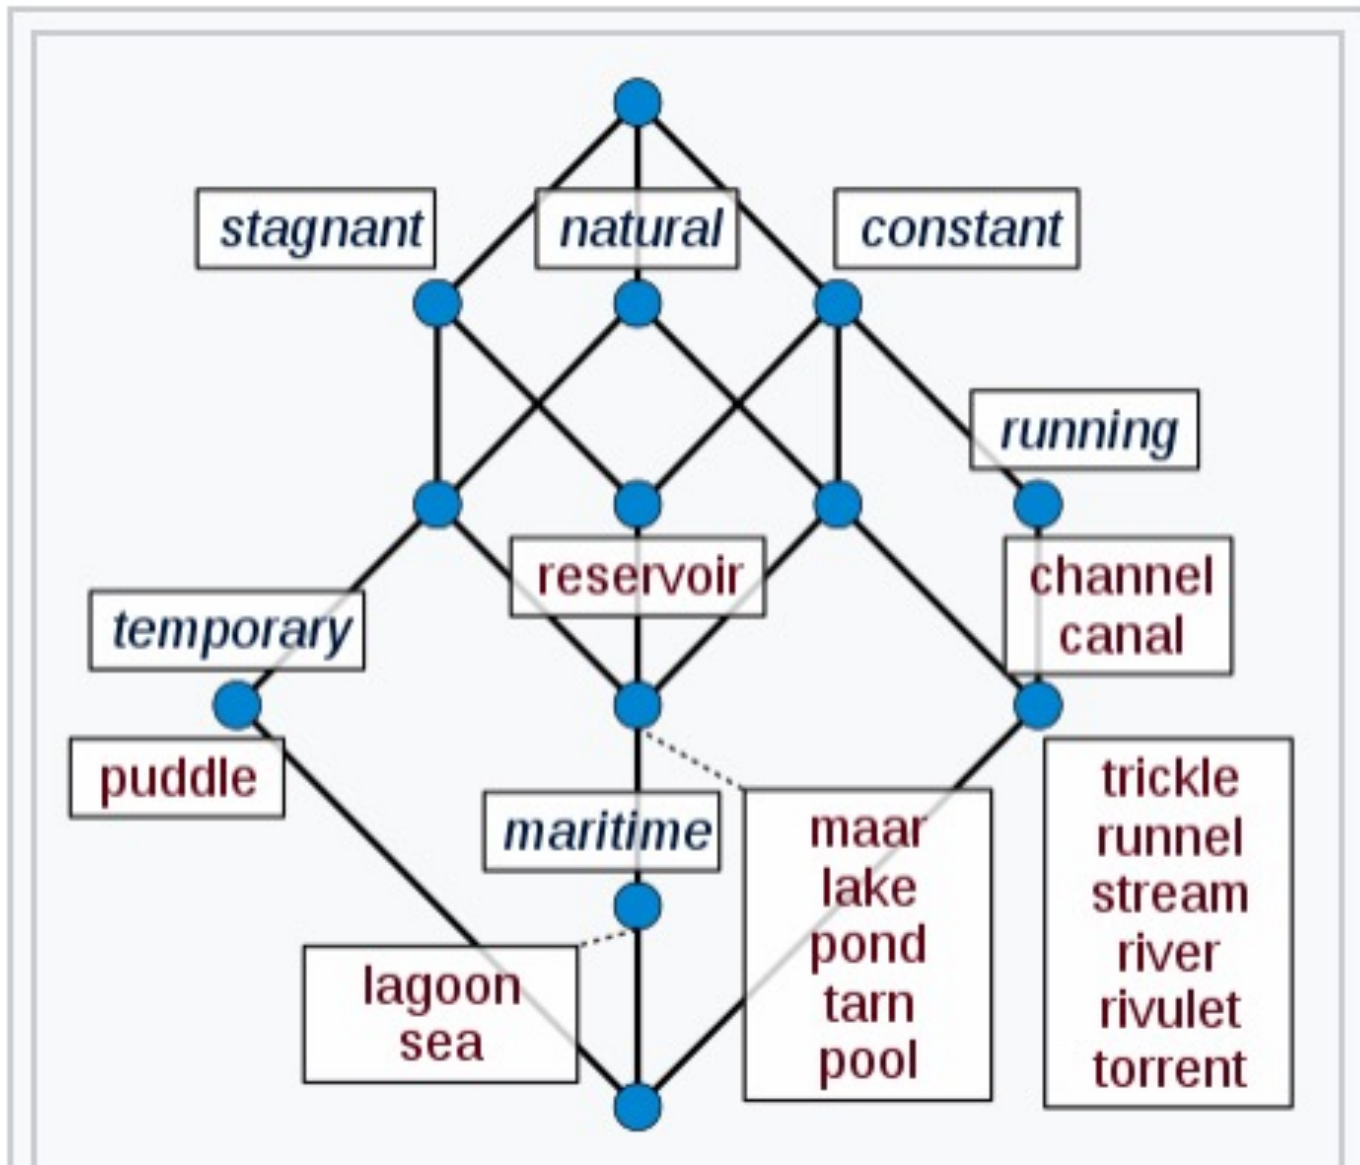 stagnant
natural
constant
running
reservoir
channel
canal
temporary
puddle
maritime
maar
lake
pond
tarn
pool
trickle
runnel
stream
river
rivulet
torrent
lagoon
sea